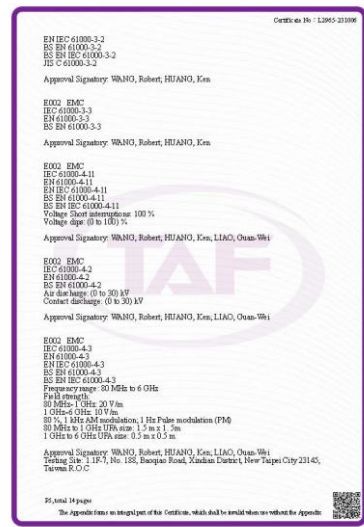 Certificate No : L2965-231006
EN IEC 61000-3-2
BS EN 61000-3-2
BS EN IEC 61000-3-2
JIS C 61000-3-2
Approval Signatory: WANG, Robert; HUANG, Ken
E002 EMC
IEC 61000-3-3
EN 61000-3-3
BS EN 61000-3-3
Approval Signatory: WANG, Robert; HUANG, Ken
E002 EMC
IEC 61000-4-11
EN 61000-4-11
EN IEC 61000-4-11
BS EN 61000-4-11
BS EN IEC 61000-4-11
Voltage Short interruptions: 100 %
Voltage dips: (0 to 100) %
Approval Signatory: WANG, Robert; HUANG, Ken; LIAO, Guan-Wei
E002 EMC
IEC 61000-4-2
EN 61000-4-2
BS EN 61000-4-2
Air discharge: (0 to 30) kV
Contact discharge: (0 to 30) kV
Approval Signatory: WANG, Robert; HUANG, Ken; LIAO, Guan-Wei
E002 EMC
IEC 61000-4-3
EN 61000-4-3
EN IEC 61000-4-3
BS EN 61000-4-3
BS EN IEC 61000-4-3
Frequency range: 80 MHz to 6 GHz
Field strength:
80 MHz~1 GHz: 20 V/m
1 GHz~6 GHz: 10 V/m
80 %, 1 kHz AM modulation; 1 Hz Pulse modulation (PM)
80 MHz to 1 GHz UFA size: 1.5 m x 1.5m
1 GHz to 6 GHz UFA size: 0.5 m x 0.5 m
Approval Signatory: WANG, Robert; HUANG, Ken; LIAO, Guan-Wei
Testing Site: 1.1F-7, No. 188, Baoqiao Road, Xindian District, New Taipei City 23145,
Taiwan R.O.C
P5, total 14 pages
The Appendix forms an integral part of this Certificate, which shall be invalid when use without the Appendix
TAF